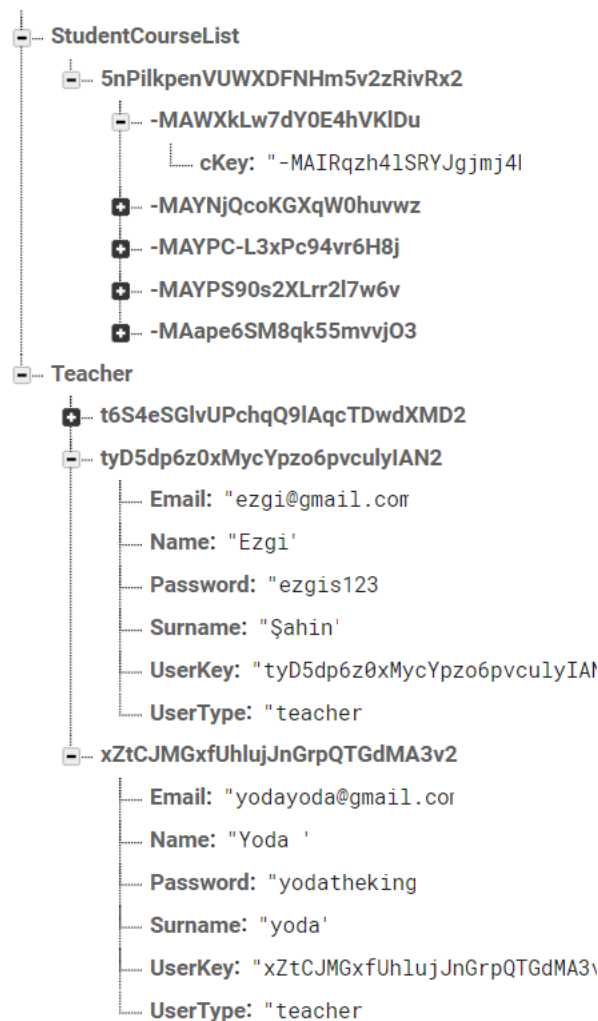 StudentCourseList
5nPilkpenVUWXDFNHm5v2zRivRx2
-MAWXkLw7dY0E4hVKlDu
cKey: "-MAIRqzh4lSRYJgjmj4
-MAYNjQcoKGXqW0huvwz
-MAYPC-L3xPc94vr6H8j
-MAYPS90s2XLrr2l7w6v
-MAape6SM8qk55mvvjO3
Teacher
t6S4eSGlvUPchqQ9lAqcTDwdXMD2
tyD5dp6z0xMycYpzo6pvculyIAN2
Email: "ezgi@gmail.com
Name: "Ezgi'
Password: "ezgis123
Surname: "Şahin'
UserKey: "tyD5dp6z0xMycYpzo6pvculyIAN
UserType: "teacher
xZtCJMGxfUhlujJnGrpQTGdMA3v2
Email: "yodayoda@gmail.com
Name: "Yoda '
Password: "yodatheking
Surname: "yoda'
UserKey: "xZtCJMGxfUhlujJnGrpQTGdMA3v
UserType: "teacher